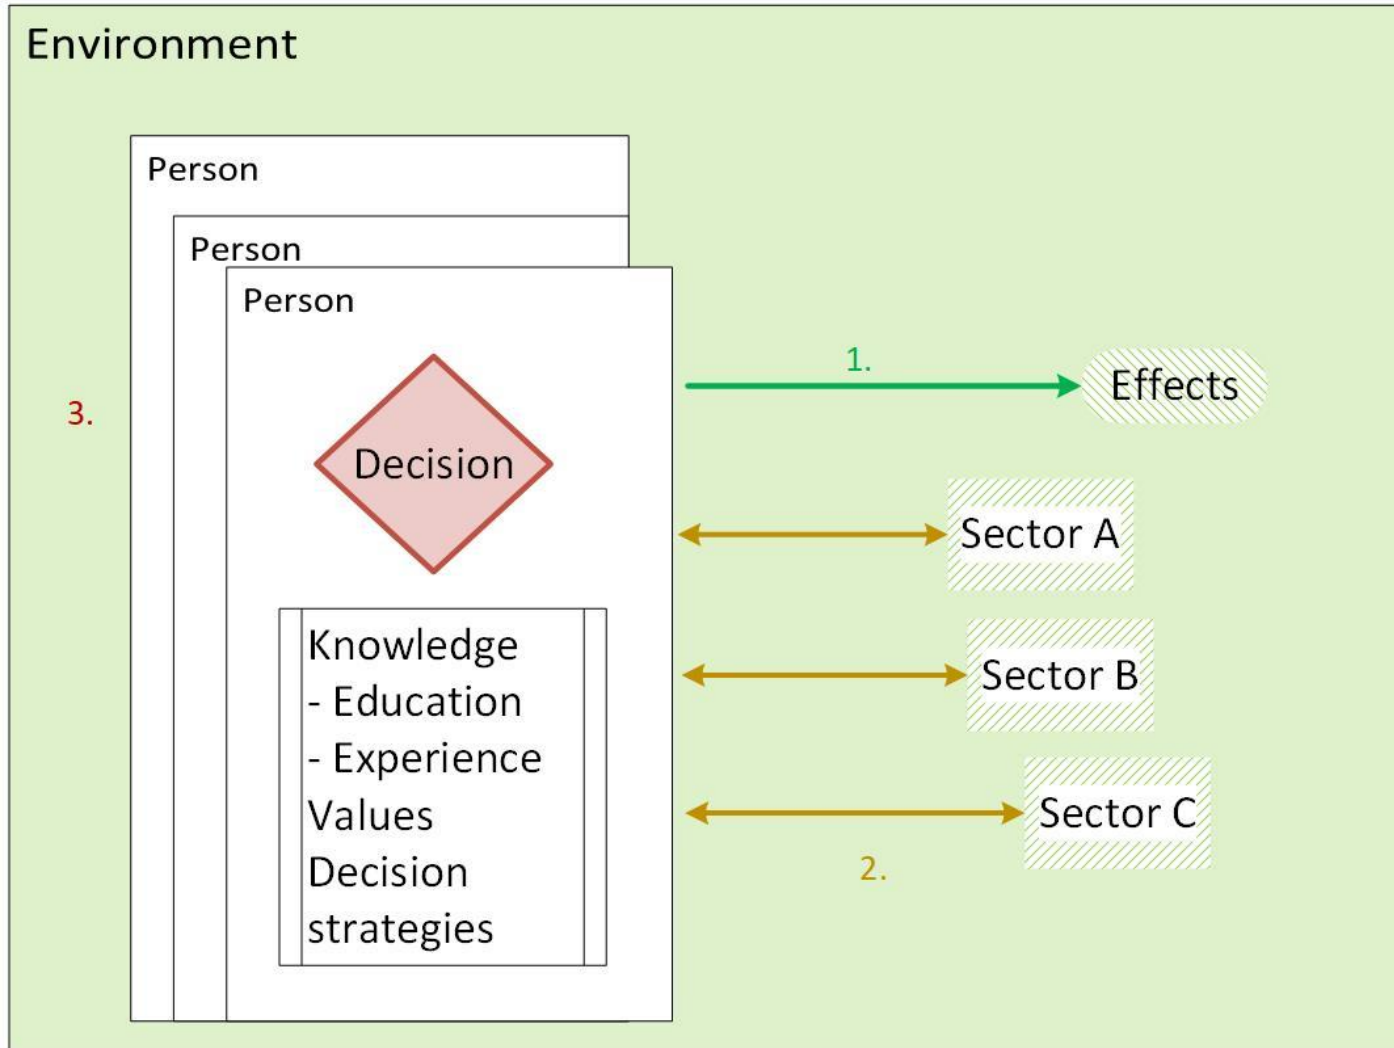 Environment
Person
Person
Person
1.
Effects
3.
Decision
Sector A
Knowledge
- Education
- Experience
Values
Decision
strategies
Sector B
Sector C
2.